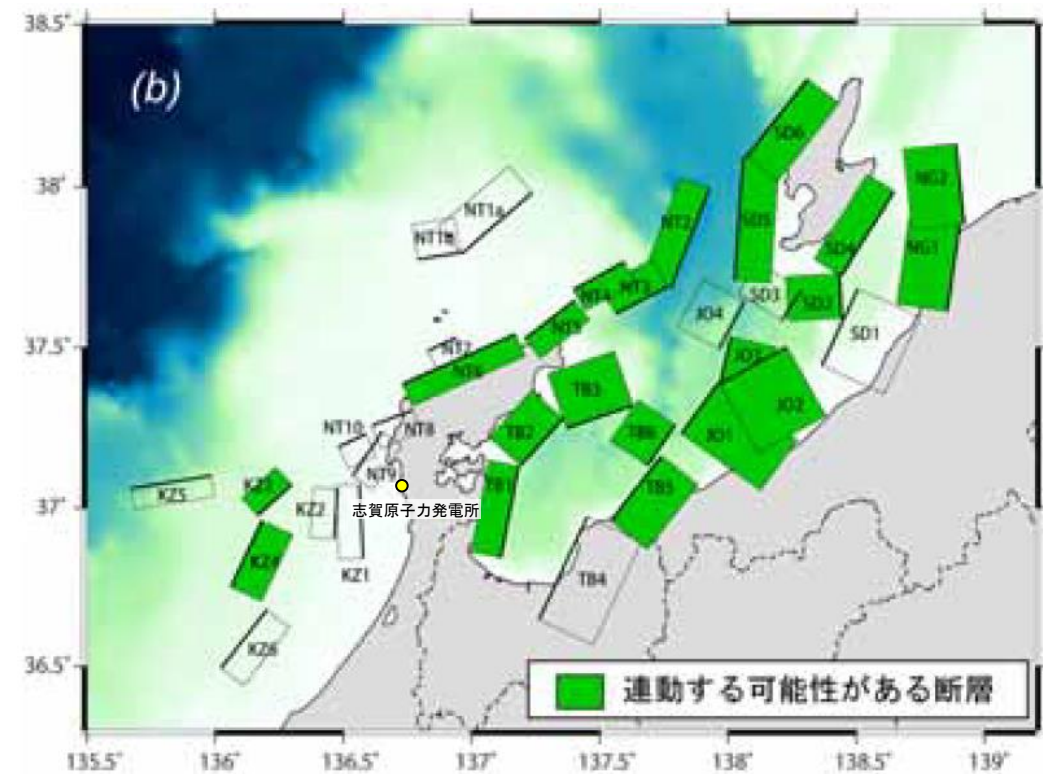 38.5°
(b)
SD6
38°
NG2
NT1a
NT2
SD5
NT1b
SD4
NG1
NT3
SD3
NT4
SD2
JO4
SD1
NT5
37.5°
NT7
JO3
NT6
TB3
JO2
NT10
NT8
TB2
TB6
JO1
NT9
KZ3
TB1
TB5
KZ5
37°
KZ2
志賀原子力発電所
KZ4
KZ1
TB4
KZ6
36.5°
連動する可能性がある断層
135.5°
136°
136.5°
137°
137.5°
138°
138.5°
139°